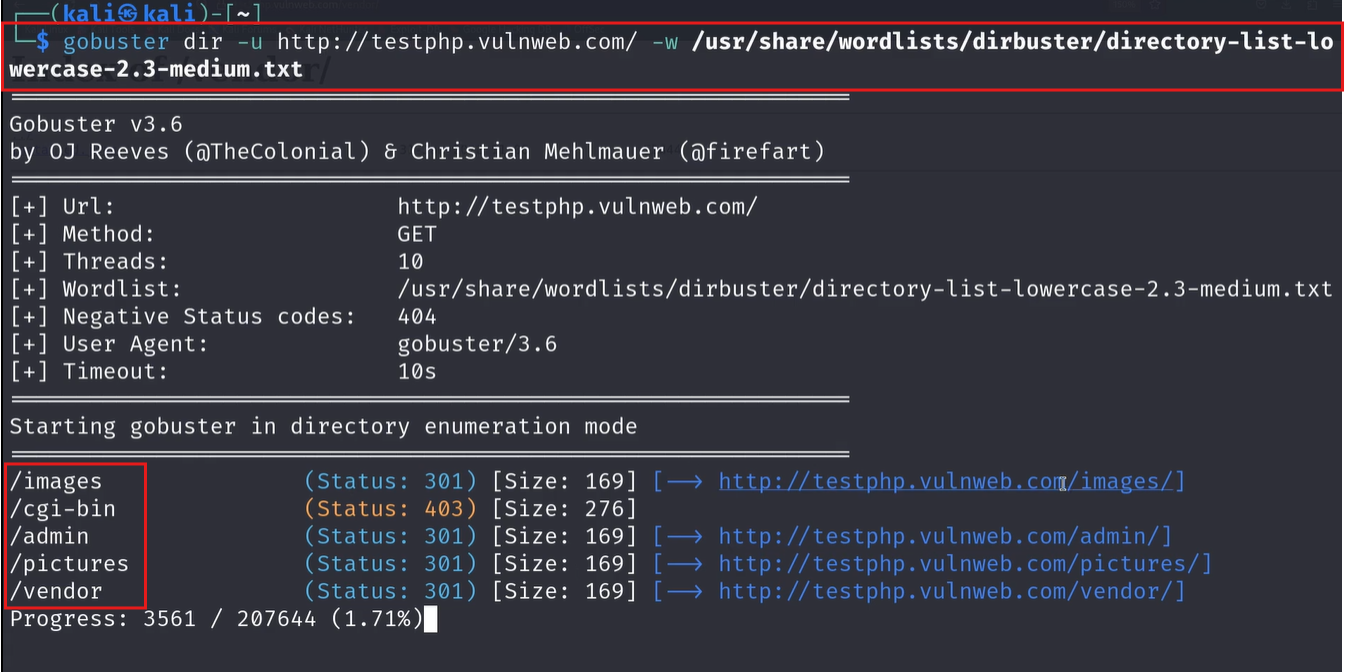 (kali㉿kali)-[~]
$ gobuster dir -u http://testphp.vulnweb.com/ -w /usr/share/wordlists/dirbuster/directory-list-lo
wercase-2.3-medium.txt
Gobuster v3.6
by OJ Reeves (@TheColonial) & Christian Mehlmauer (@firefart)
[+] Url: http://testphp.vulnweb.com/
[+] Method: GET
[+] Threads: 10
[+] Wordlist: /usr/share/wordlists/dirbuster/directory-list-lowercase-2.3-medium.txt
[+] Negative Status codes: 404
[+] User Agent: gobuster/3.6
[+] Timeout: 10s
Starting gobuster in directory enumeration mode
/images (Status: 301) [Size: 169] [--> http://testphp.vulnweb.com/images/]
/cgi-bin (Status: 403) [Size: 276]
/admin (Status: 301) [Size: 169] [--> http://testphp.vulnweb.com/admin/]
/pictures (Status: 301) [Size: 169] [--> http://testphp.vulnweb.com/pictures/]
/vendor (Status: 301) [Size: 169] [--> http://testphp.vulnweb.com/vendor/]
Progress: 3561 / 207644 (1.71%)